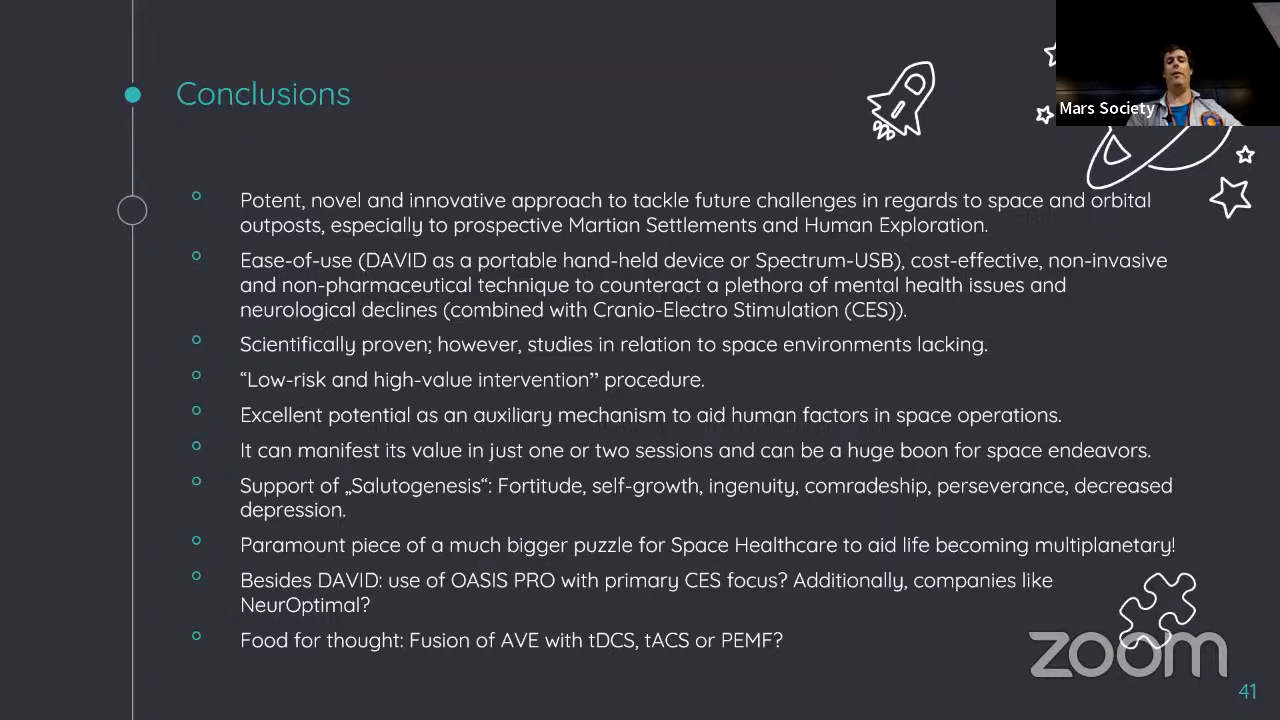 Conclusions
Mars Society
Potent, novel and innovative approach to tackle future challenges in regards to space and orbital
outposts, especially to prospective Martian Settlements and Human Exploration.
Ease-of-use (DAVID as a portable hand-held device or Spectrum-USB), cost-effective, non-invasive
and non-pharmaceutical technique to counteract a plethora of mental health issues and
neurological declines (combined with Cranio-Electro Stimulation (CES)).
Scientifically proven; however, studies in relation to space environments lacking.
“Low-risk and high-value intervention” procedure.
Excellent potential as an auxiliary mechanism to aid human factors in space operations.
It can manifest its value in just one or two sessions and can be a huge boon for space endeavors.
Support of „Salutogenesis“: Fortitude, self-growth, ingenuity, comradeship, perseverance, decreased
depression.
Paramount piece of a much bigger puzzle for Space Healthcare to aid life becoming multiplanetary!
Besides DAVID: use of OASIS PRO with primary CES focus? Additionally, companies like
NeurOptimal?
Food for thought: Fusion of AVE with tDCS, tACS or PEMF?
zoom
41